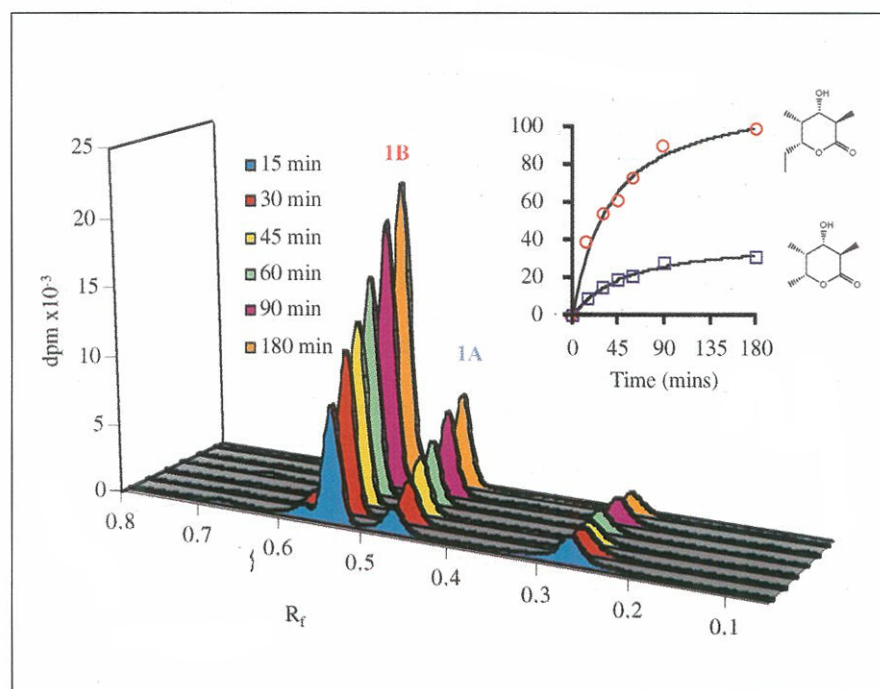 25
20
15
10
5
0
dpm x10⁻³
0.8
0.7
0.6
0.5
0.4
0.3
0.2
0.1
R_f
1B
1A
15 min
30 min
45 min
60 min
90 min
180 min
100
80
60
40
20
0
0 45 90 135 180
Time (mins)
OH
O
O
OH
O
O